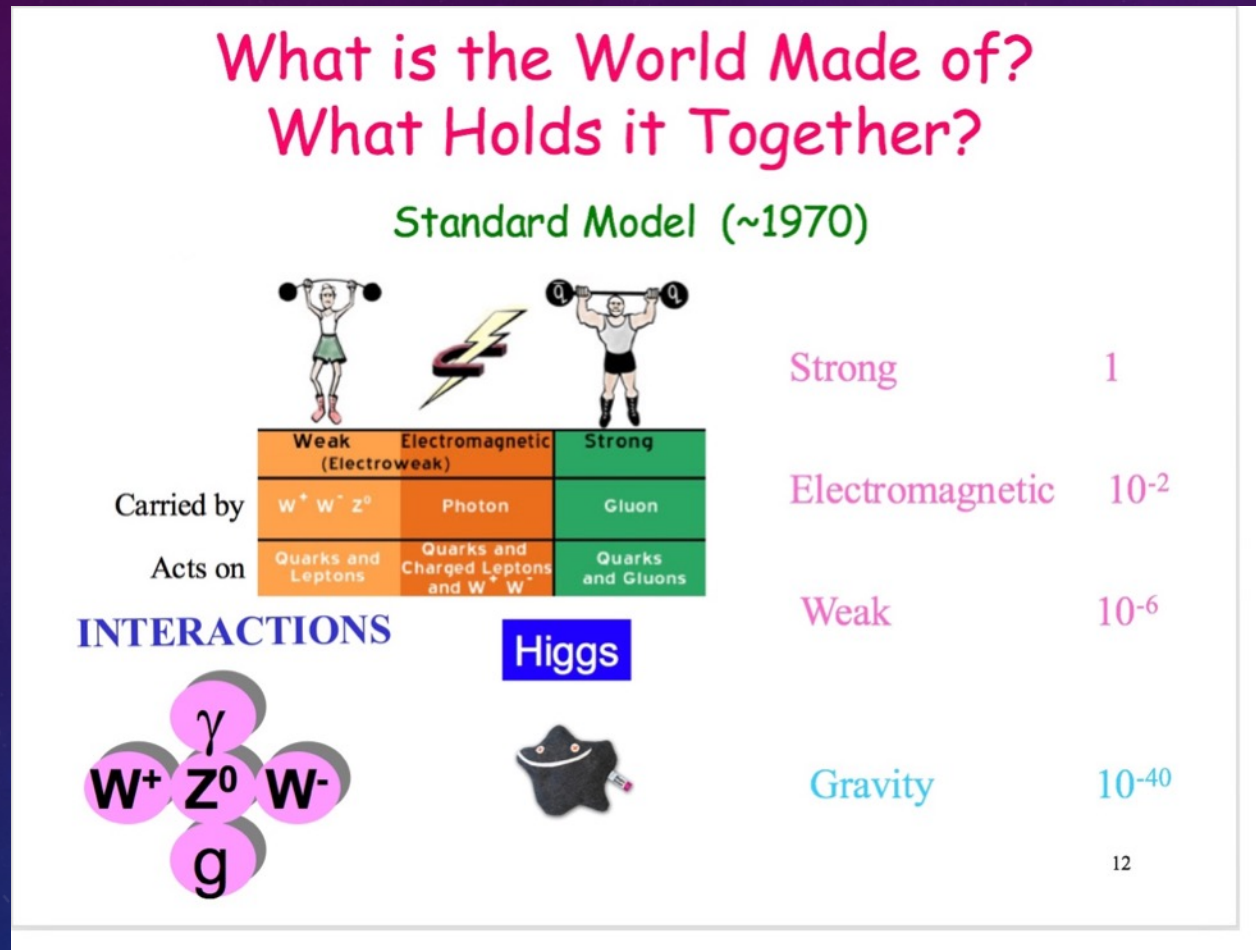 What is the World Made of?
What Holds it Together?
Standard Model (~1970)
q̄ q
Weak Electromagnetic Strong
(Electroweak)
Carried by W⁺ W⁻ Z⁰ Photon Gluon
Acts on
Quarks and
Leptons
Quarks and
Charged Leptons
and W⁺ W⁻
Quarks
and Gluons
INTERACTIONS
Higgs
γ
W⁺ Z⁰ W⁻
g
Strong 1
Electromagnetic 10⁻²
Weak 10⁻⁶
Gravity 10⁻⁴⁰
12